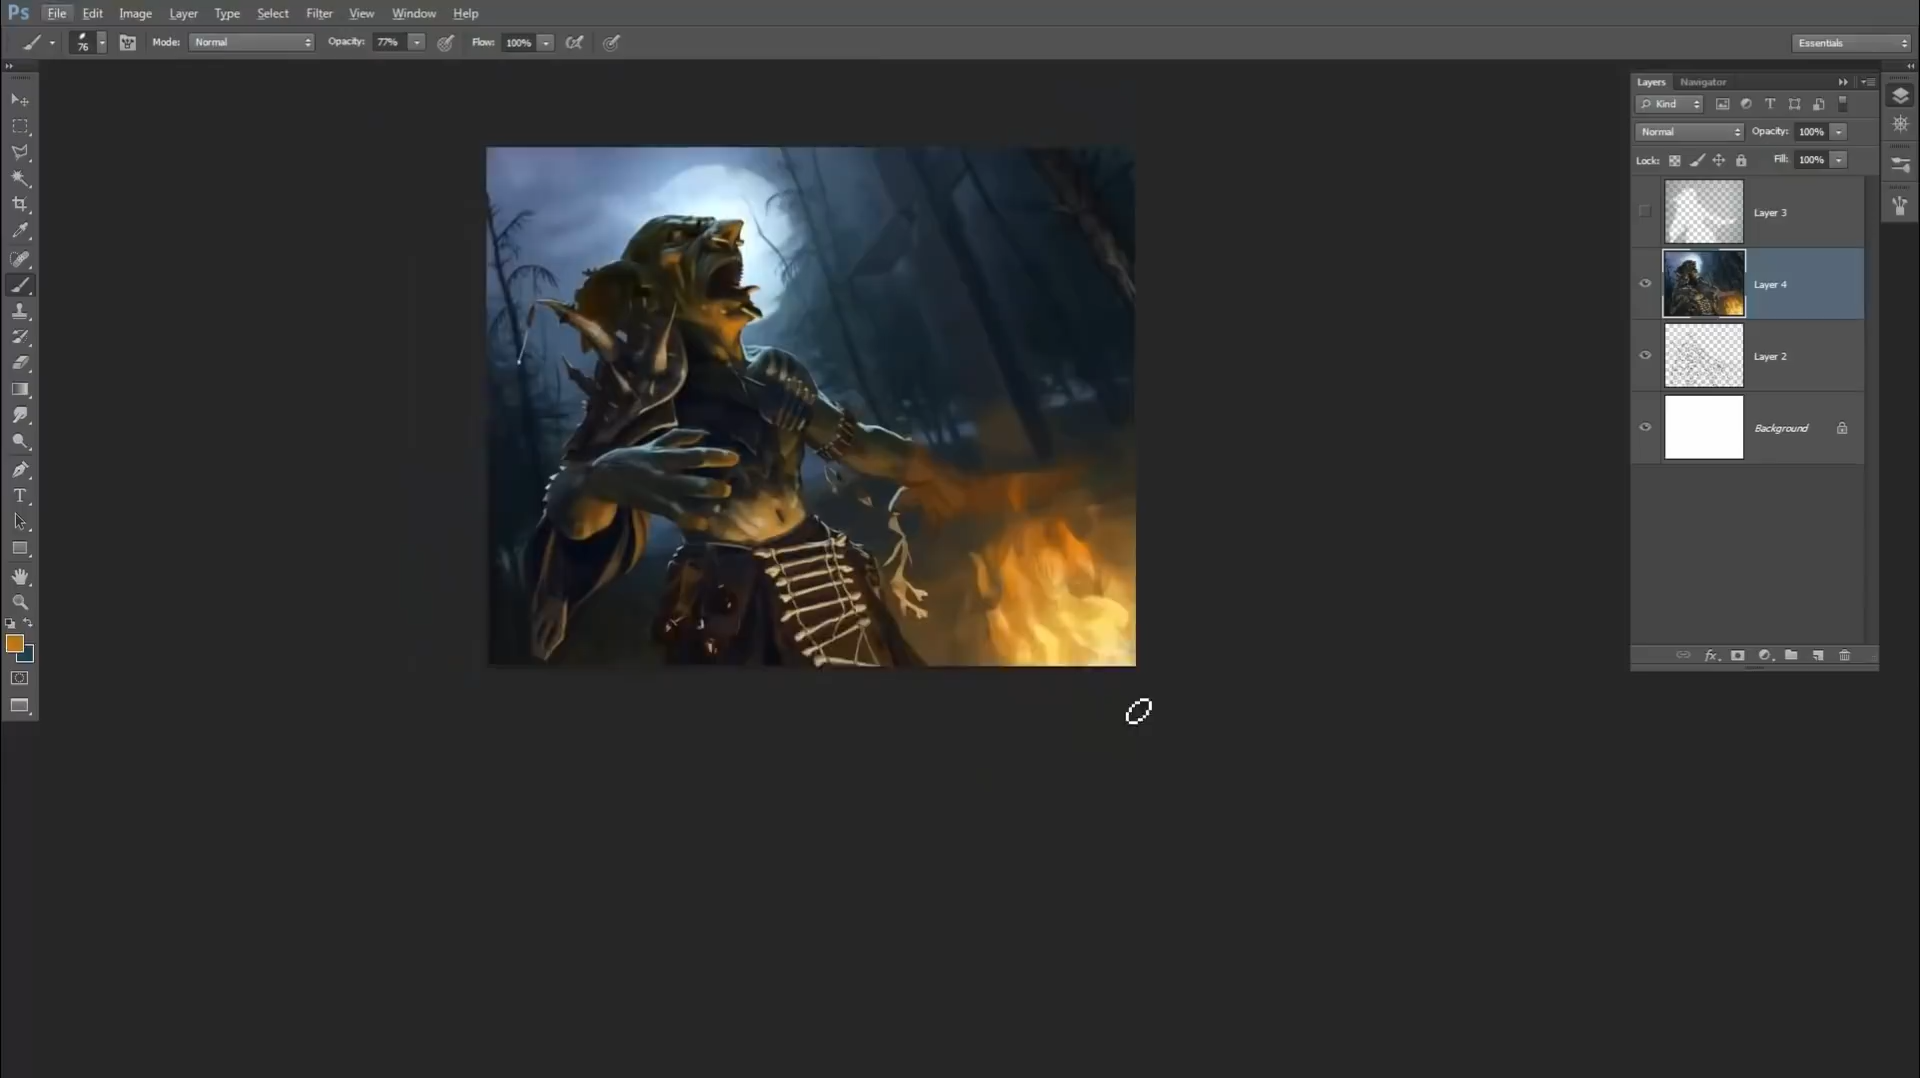 Ps File Edit Image Layer Type Select Filter View Window Help
76 Mode: Normal Opacity: 77% Flow: 100% Essentials
Layers Navigator
Kind
Normal Opacity: 100%
Lock: Fill: 100%
Layer 3
Layer 4
Layer 2
Background